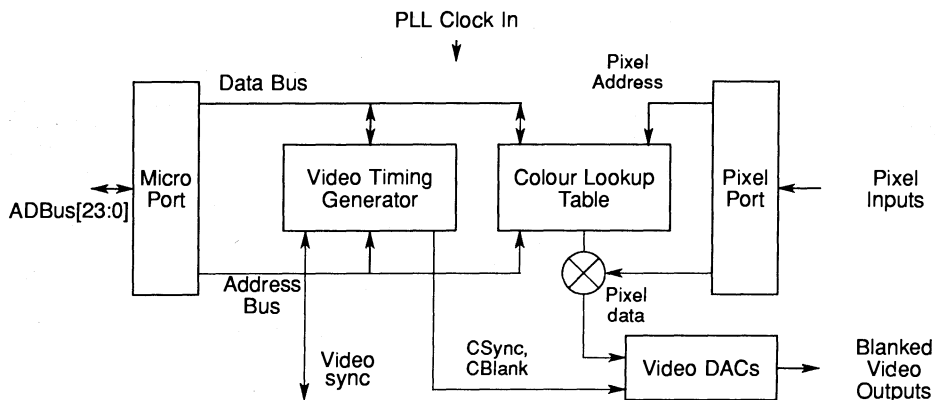 PLL Clock In
Data Bus
Pixel
Address
Micro
Port
Video Timing
Generator
Colour Lookup
Table
Pixel
Port
Pixel
Inputs
ADBus[23:0]
Address
Bus
Pixel
data
Video
sync
CSync,
CBlank
Video DACs
Blanked
Video
Outputs